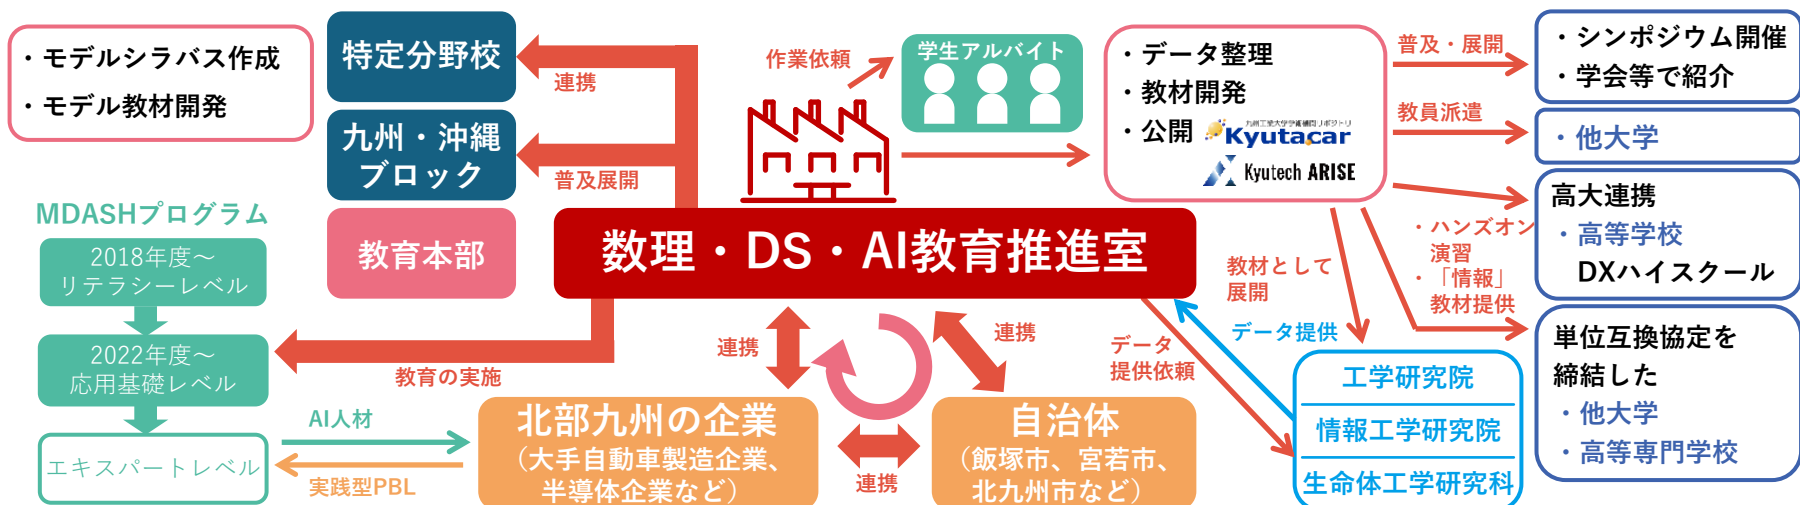 ・モデルシラバス作成
・モデル教材開発
特定分野校
連携
九州・沖縄
ブロック
普及展開
教育本部
MDASHプログラム
2018年度～
リテラシーレベル
2022年度～
応用基礎レベル
エキスパートレベル
教育の実施
AI人材
実践型PBL
作業依頼
学生アルバイト
数理・DS・AI教育推進室
連携
連携
北部九州の企業
（大手自動車製造企業、
半導体企業など）
連携
自治体
（飯塚市、宮若市、
北九州市など）
・データ整理
・教材開発
・公開
九州工業大学学術機関リポジトリ
Kyutacar
Kyutech ARISE
教材として
展開
データ提供
データ
提供依頼
工学研究院
情報工学研究院
生命体工学研究科
普及・展開
・シンポジウム開催
・学会等で紹介
教員派遣
・他大学
・ハンズオン
演習
・「情報」
教材提供
高大連携
・高等学校
DXハイスクール
単位互換協定を
締結した
・他大学
・高等専門学校